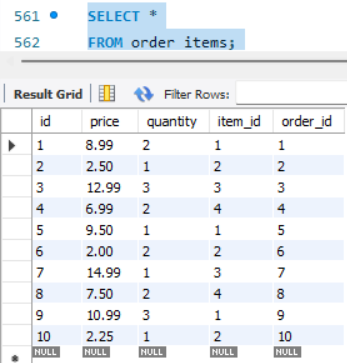 561 SELECT *
562 FROM order items;
Result Grid Filter Rows:
id price quantity item_id order_id
1 8.99 2 1 1
2 2.50 1 2 2
3 12.99 3 3 3
4 6.99 2 4 4
5 9.50 1 1 5
6 2.00 2 2 6
7 14.99 1 3 7
8 7.50 2 4 8
9 10.99 3 1 9
10 2.25 1 2 10
NULL NULL NULL NULL NULL